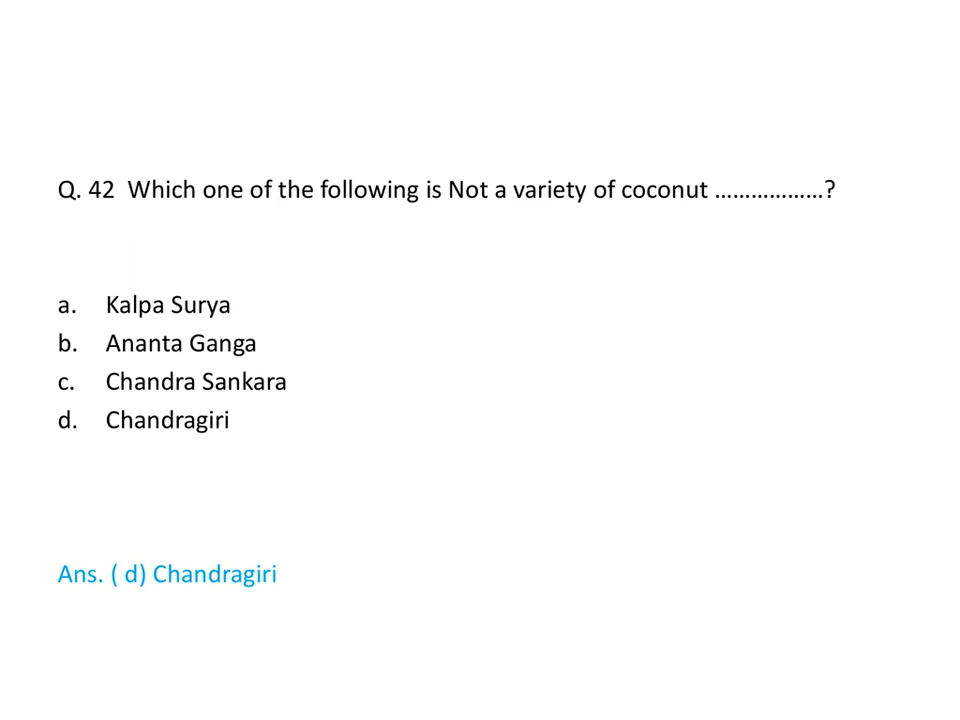 Q. 42 Which one of the following is Not a variety of coconut ………………?
a. Kalpa Surya
b. Ananta Ganga
c. Chandra Sankara
d. Chandragiri
Ans. ( d) Chandragiri